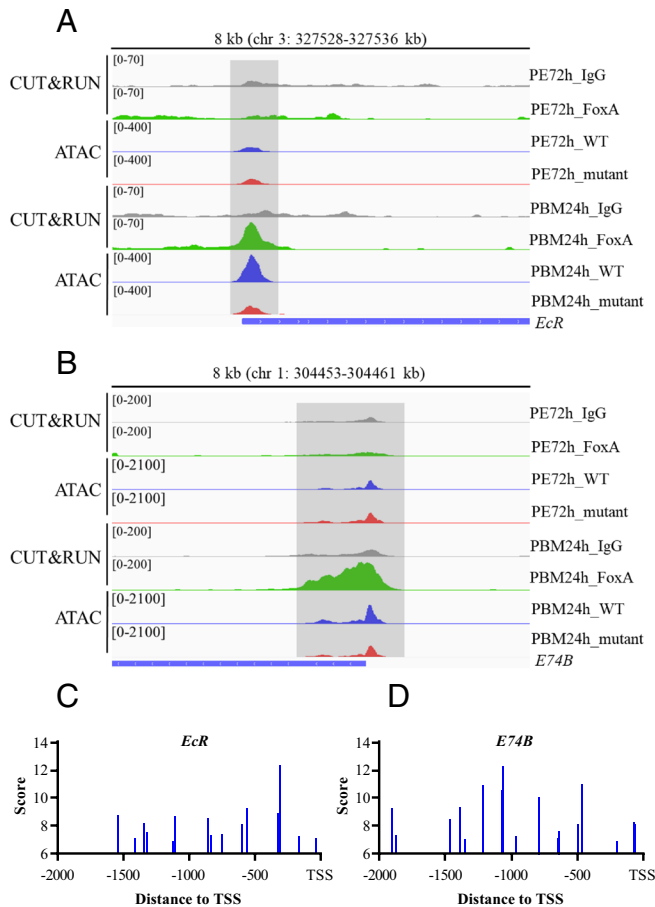 A
8 kb (chr 3: 327528-327536 kb)
CUT&RUN
[0-70]
PE72h_IgG
[0-70]
PE72h_FoxA
ATAC
[0-400]
PE72h_WT
[0-400]
PE72h_mutant
CUT&RUN
[0-70]
PBM24h_IgG
[0-70]
PBM24h_FoxA
ATAC
[0-400]
PBM24h_WT
[0-400]
PBM24h_mutant
EcR
B
8 kb (chr 1: 304453-304461 kb)
CUT&RUN
[0-200]
PE72h_IgG
[0-200]
PE72h_FoxA
ATAC
[0-2100]
PE72h_WT
[0-2100]
PE72h_mutant
CUT&RUN
[0-200]
PBM24h_IgG
[0-200]
PBM24h_FoxA
ATAC
[0-2100]
PBM24h_WT
[0-2100]
PBM24h_mutant
E74B
C
EcR
Score
14
12
10
8
6
-2000 -1500 -1000 -500 TSS
Distance to TSS
D
E74B
Score
14
12
10
8
6
-2000 -1500 -1000 -500 TSS
Distance to TSS